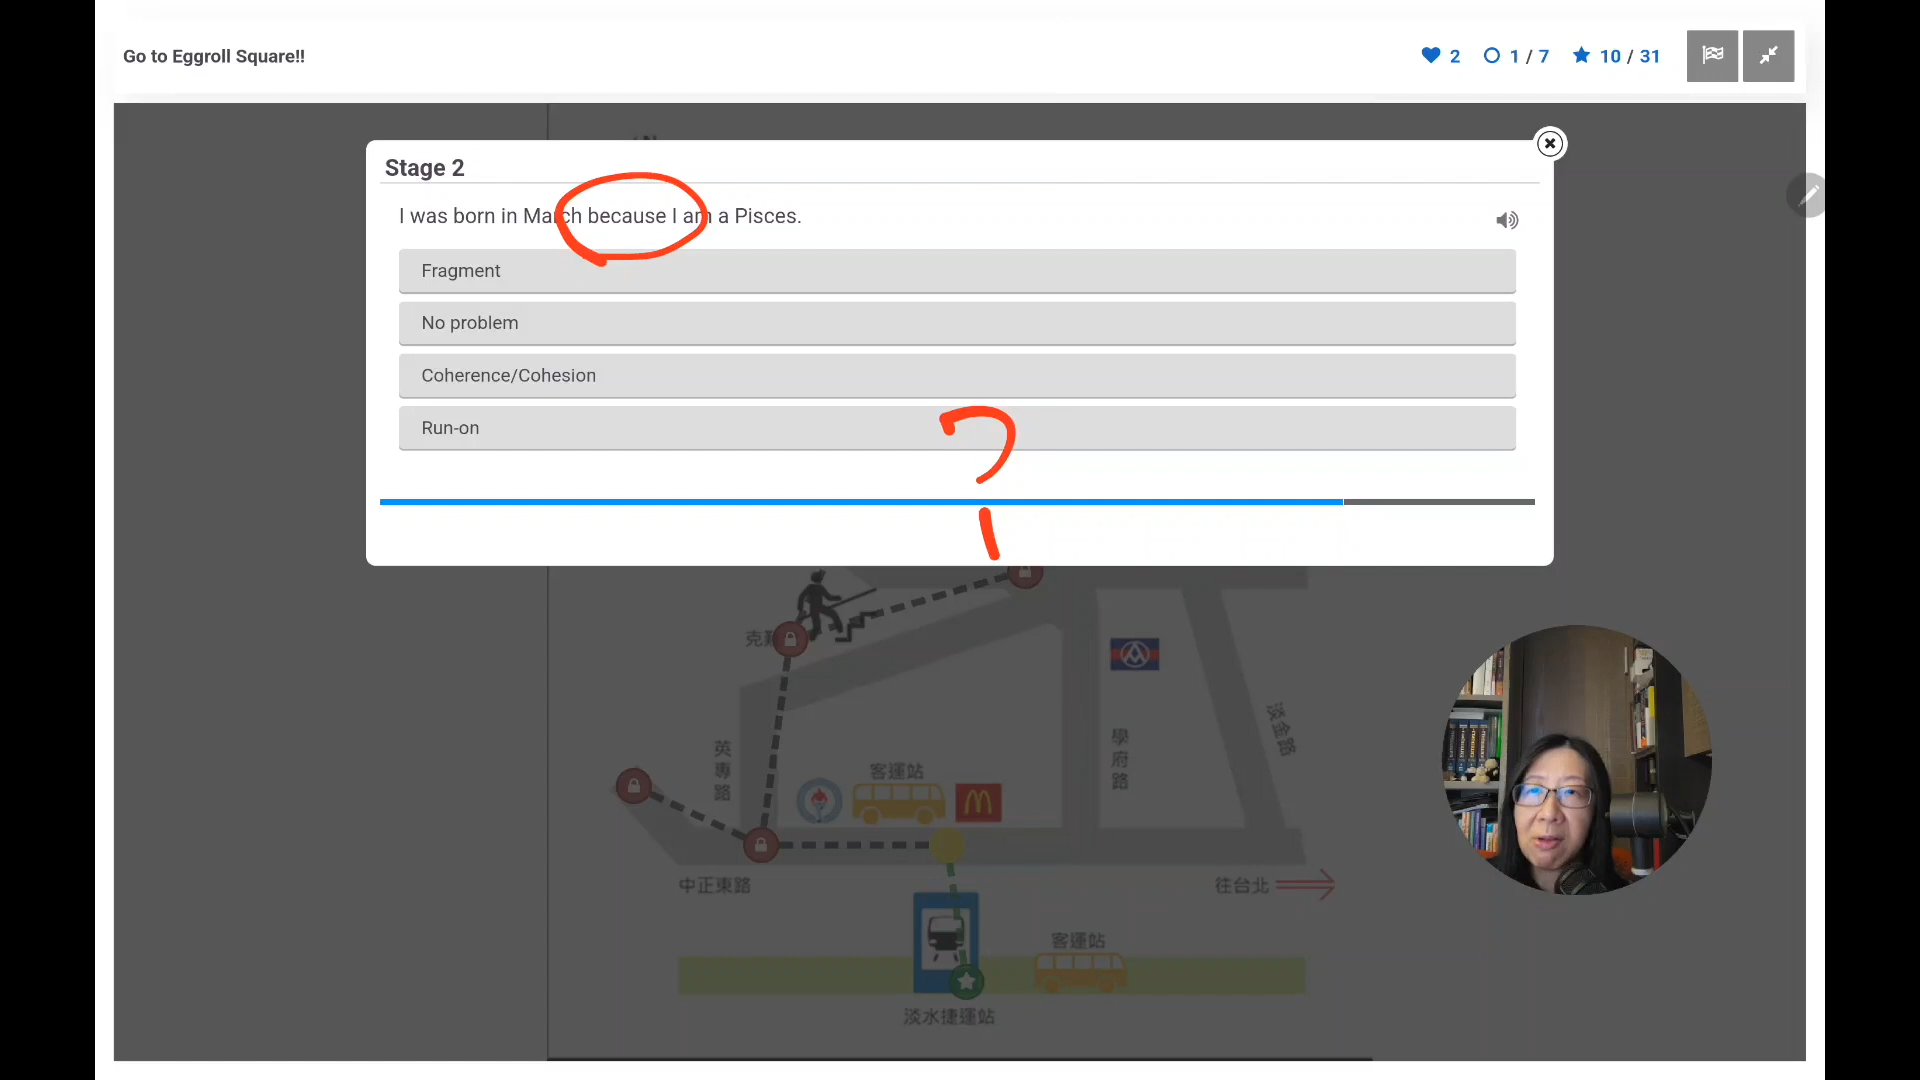 Go to Eggroll Square!!
2 1 / 7 10 / 31
Stage 2
I was born in March because I am a Pisces.
Fragment
No problem
Coherence/Cohesion
Run-on
?
英專路
客運站
學府路
淡金路
中正東路
往台北
客運站
淡水捷運站